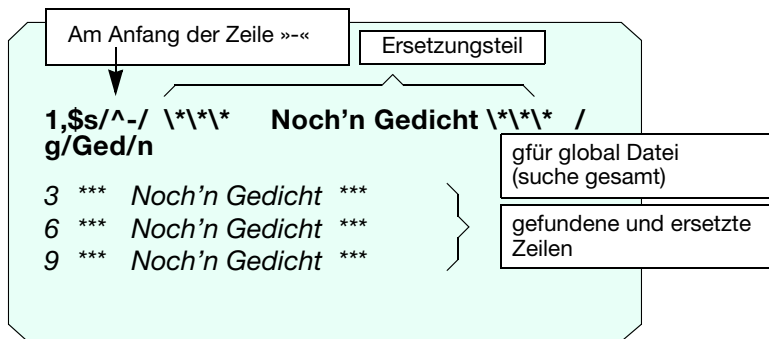 Am Anfang der Zeile »-«
Ersetzungsteil
1,$s/^-/ \*\*\* Noch'n Gedicht \*\*\* /
g/Ged/n
gfür global Datei
(suche gesamt)
3 *** Noch'n Gedicht ***
6 *** Noch'n Gedicht ***
9 *** Noch'n Gedicht ***
gefundene und ersetzte
Zeilen